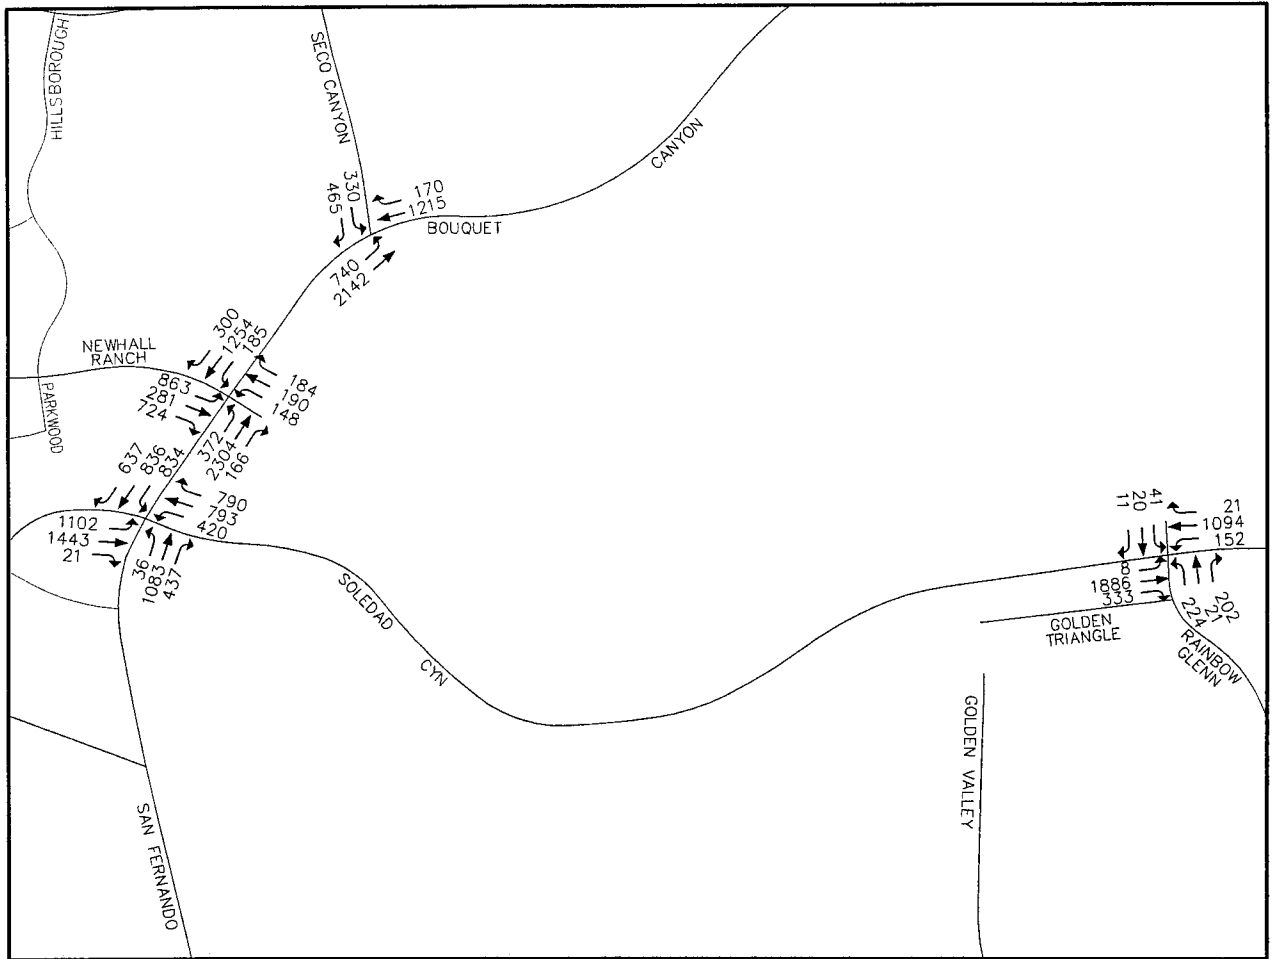 HILLSBOROUGH
SECO CANYON
CANYON
330
465
170
1215
BOUQUET
740
2142
NEWHALL
RANCH
300
1254
185
863
281
724
184
190
148
372
2304
166
PARKWOOD
637
836
834
790
793
420
1102
1443
21
36
1083
437
SOLEDAD
CYN
41
20
11
21
1094
152
8
1886
333
202
21
224
GOLDEN
TRIANGLE
RAINBOW
GLENN
GOLDEN VALLEY
SAN FERNANDO